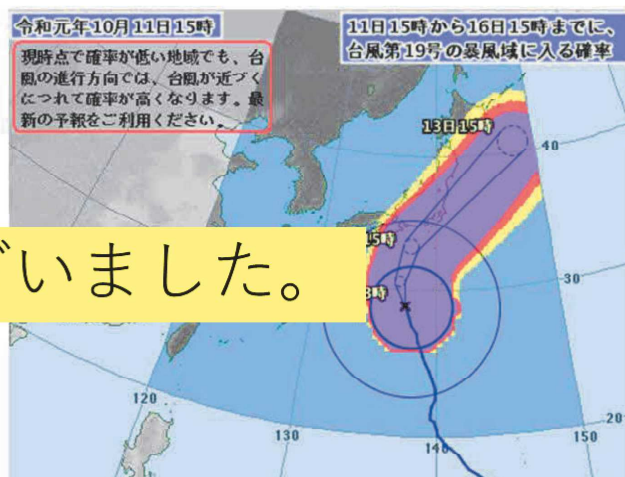 令和元年10月11日15時
11日15時から16日15時までに、
台風第19号の暴風域に入る確率
現時点で確率が低い地域でも、台
風の進行方向では、台風が近づく
につれて確率が高くなります。最
新の予報をご利用ください。
13日15時
40
15時
ざいました。
30
3時
120
20
130
140
150